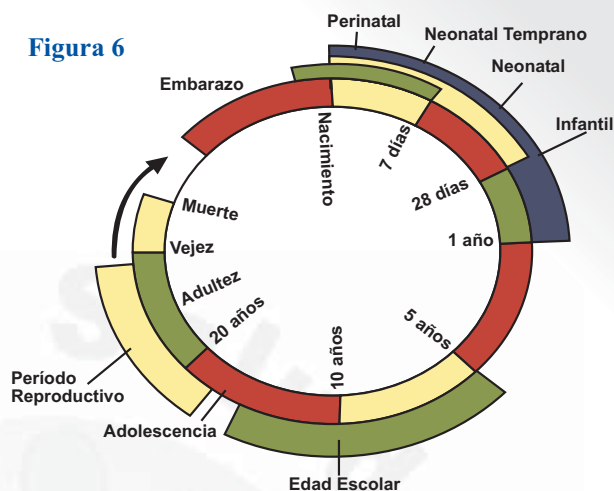 Figura 6
Perinatal
Neonatal Temprano
Neonatal
Infantil
Embarazo
Nacimiento
7 días
28 días
1 año
5 años
10 años
20 años
Adultez
Vejez
Muerte
Período
Reproductivo
Adolescencia
Edad Escolar